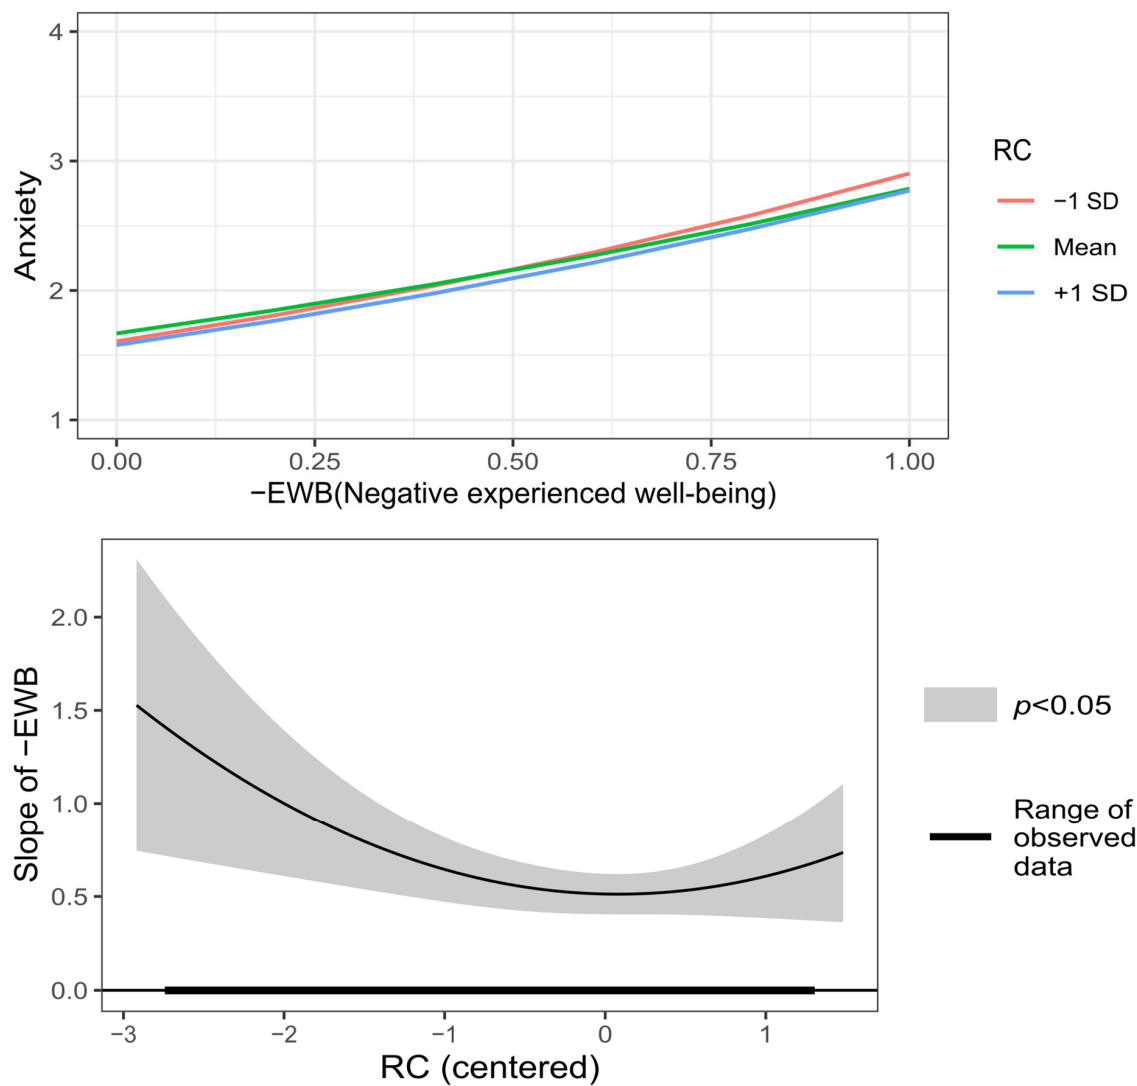 4
3
2
1
Anxiety
0.00 0.25 0.50 0.75 1.00
−EWB(Negative experienced well-being)
RC
−1 SD
Mean
+1 SD
2.0
1.5
1.0
0.5
0.0
Slope of −EWB
−3 −2 −1 0 1
RC (centered)
p<0.05
Range of
observed
data